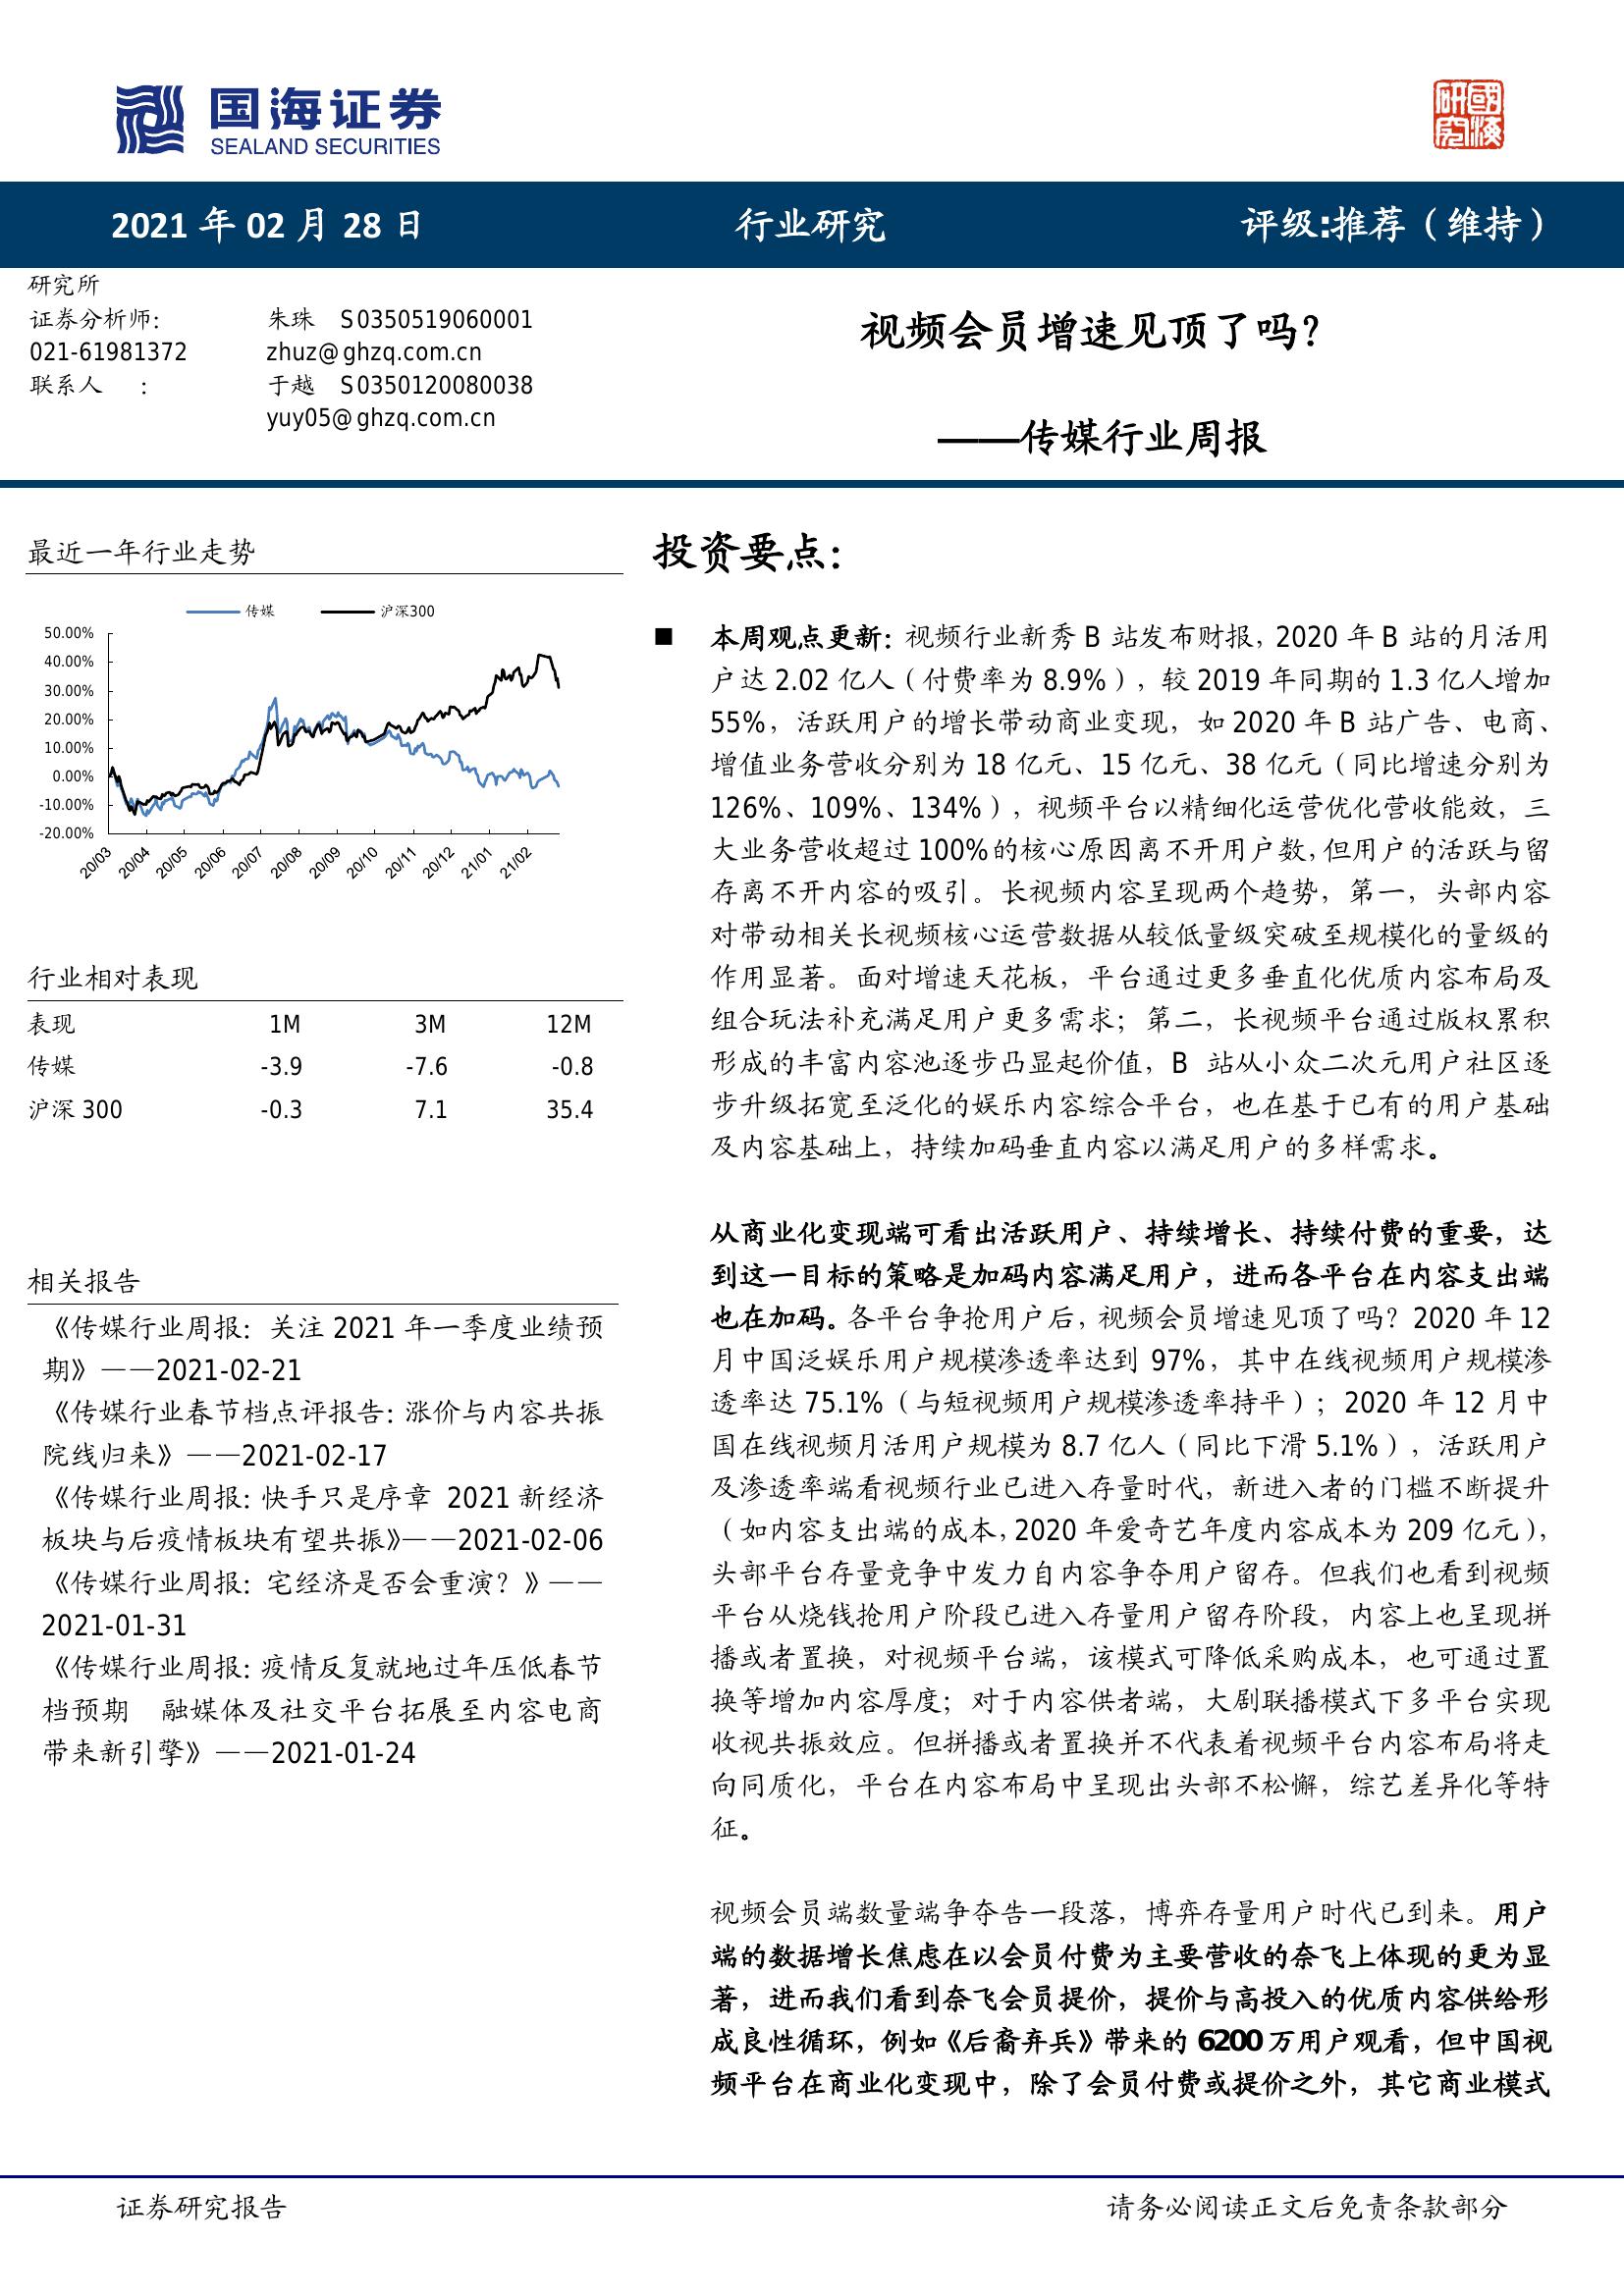 国海证券
SEALAND SECURITIES
國海研究
2021 年 02 月 28 日
行业研究
评级:推荐（维持）
研究所
证券分析师： 朱珠 S0350519060001
021-61981372 zhuz@ghzq.com.cn
联系人 ： 于越 S0350120080038
yuy05@ghzq.com.cn
视频会员增速见顶了吗？
——传媒行业周报
最近一年行业走势
传媒 沪深300
50.00%
40.00%
30.00%
20.00%
10.00%
0.00%
-10.00%
-20.00%
20/03 20/04 20/05 20/06 20/07 20/08 20/09 20/10 20/11 20/12 21/01 21/02
行业相对表现
表现 1M 3M 12M
传媒 -3.9 -7.6 -0.8
沪深 300 -0.3 7.1 35.4
相关报告
《传媒行业周报：关注 2021 年一季度业绩预
期》——2021-02-21
《传媒行业春节档点评报告：涨价与内容共振
院线归来》——2021-02-17
《传媒行业周报：快手只是序章 2021 新经济
板块与后疫情板块有望共振》——2021-02-06
《传媒行业周报：宅经济是否会重演？》——
2021-01-31
《传媒行业周报：疫情反复就地过年压低春节
档预期 融媒体及社交平台拓展至内容电商
带来新引擎》——2021-01-24
投资要点：
■ 本周观点更新：视频行业新秀 B 站发布财报，2020 年 B 站的月活用
户达 2.02 亿人（付费率为 8.9%），较 2019 年同期的 1.3 亿人增加
55%，活跃用户的增长带动商业变现，如 2020 年 B 站广告、电商、
增值业务营收分别为 18 亿元、15 亿元、38 亿元（同比增速分别为
126%、109%、134%），视频平台以精细化运营优化营收能效，三
大业务营收超过 100%的核心原因离不开用户数，但用户的活跃与留
存离不开内容的吸引。长视频内容呈现两个趋势，第一，头部内容
对带动相关长视频核心运营数据从较低量级突破至规模化的量级的
作用显著。面对增速天花板，平台通过更多垂直化优质内容布局及
组合玩法补充满足用户更多需求；第二，长视频平台通过版权累积
形成的丰富内容池逐步凸显起价值，B 站从小众二次元用户社区逐
步升级拓宽至泛化的娱乐内容综合平台，也在基于已有的用户基础
及内容基础上，持续加码垂直内容以满足用户的多样需求。
从商业化变现端可看出活跃用户、持续增长、持续付费的重要，达
到这一目标的策略是加码内容满足用户，进而各平台在内容支出端
也在加码。各平台争抢用户后，视频会员增速见顶了吗？2020 年 12
月中国泛娱乐用户规模渗透率达到 97%，其中在线视频用户规模渗
透率达 75.1%（与短视频用户规模渗透率持平）；2020 年 12 月中
国在线视频月活用户规模为 8.7 亿人（同比下滑 5.1%），活跃用户
及渗透率端看视频行业已进入存量时代，新进入者的门槛不断提升
（如内容支出端的成本，2020 年爱奇艺年度内容成本为 209 亿元），
头部平台存量竞争中发力自内容争夺用户留存。但我们也看到视频
平台从烧钱抢用户阶段已进入存量用户留存阶段，内容上也呈现拼
播或者置换，对视频平台端，该模式可降低采购成本，也可通过置
换等增加内容厚度；对于内容供者端，大剧联播模式下多平台实现
收视共振效应。但拼播或者置换并不代表着视频平台内容布局将走
向同质化，平台在内容布局中呈现出头部不松懈，综艺差异化等特
征。
视频会员端数量端争夺告一段落，博弈存量用户时代已到来。用户
端的数据增长焦虑在以会员付费为主要营收的奈飞上体现的更为显
著，进而我们看到奈飞会员提价，提价与高投入的优质内容供给形
成良性循环，例如《后裔弃兵》带来的 6200 万用户观看，但中国视
频平台在商业化变现中，除了会员付费或提价之外，其它商业模式
证券研究报告
请务必阅读正文后免责条款部分